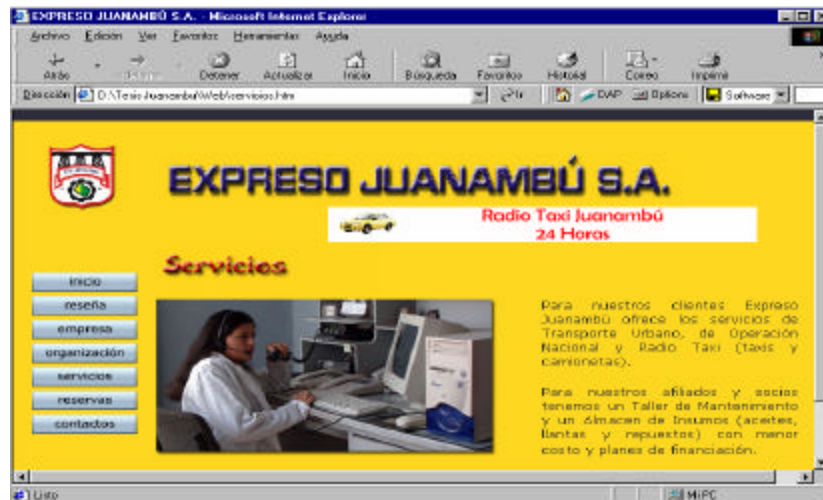 EXPRESO JUANAMBÚ S.A. - Microsoft Internet Explorer
Archivo Edición Ver Favoritos Herramientas Ayuda
Atrás Detener Actualizar Inicio Búsqueda Favoritos Historial Correo Imprimir
Dirección D:\Tesis Juanambu\Web\servicios.htm Ir DAP Options Software
EXPRESO JUANAMBÚ S.A.
Radio Taxi Juanambú
24 Horas
Servicios
inicio
reseña
empresa
organización
servicios
reservas
contactos
Para nuestros clientes Expreso
Juanambú ofrece los servicios de
Transporte Urbano, de Operación
Nacional y Radio Taxi (taxis y
camionetas).
Para nuestros afiliados y socios
tenemos un Taller de Mantenimiento
y un Almacen de Insumos (aceites,
llantas y repuestos) con menor
costo y planes de financiación.
Listo Mi PC